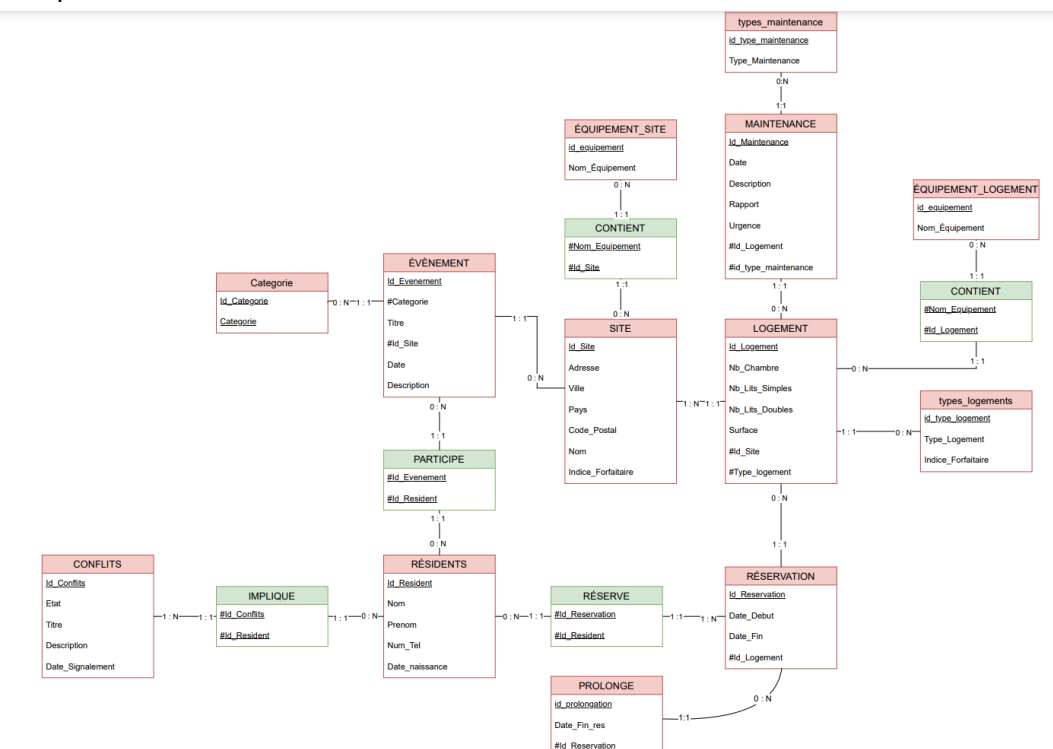 types_maintenance
id_type_maintenance
Type_Maintenance
0:N
1:1
MAINTENANCE
Id_Maintenance
Date
Description
Rapport
Urgence
#Id_Logement
#id_type_maintenance
1 : 1
0 : N
ÉQUIPEMENT_SITE
id_equipement
Nom_Équipement
0 : N
1 : 1
CONTIENT
#Nom_Equipement
#Id_Site
1 :1
0 : N
ÉQUIPEMENT_LOGEMENT
id_equipement
Nom_Équipement
0 : N
1 : 1
CONTIENT
#Nom_Equipement
#Id_Logement
1 : 1
0 : N
Categorie
Id_Categorie
Categorie
0 : N
1 : 1
ÉVÈNEMENT
Id_Evenement
#Categorie
Titre
#Id_Site
Date
Description
1 : 1
0 : N
0 : N
1 : 1
SITE
Id_Site
Adresse
Ville
Pays
Code_Postal
Nom
Indice_Forfaitaire
1 : N
1 : 1
LOGEMENT
Id_Logement
Nb_Chambre
Nb_Lits_Simples
Nb_Lits_Doubles
Surface
#Id_Site
#Type_logement
1 : 1
0 : N
types_logements
id_type_logement
Type_Logement
Indice_Forfaitaire
0 : N
1 : 1
PARTICIPE
#Id_Evenement
#Id_Resident
1 : 1
0 : N
CONFLITS
Id_Conflits
Etat
Titre
Description
Date_Signalement
1 : N
1 : 1
IMPLIQUE
#Id_Conflits
#Id_Resident
1 : 1
0 : N
RÉSIDENTS
Id_Resident
Nom
Prenom
Num_Tel
Date_naissance
0 : N
1 : 1
RÉSERVE
#Id_Reservation
#Id_Resident
1:1
1 : N
RÉSERVATION
Id_Reservation
Date_Debut
Date_Fin
#Id_Logement
0 : N
1:1
PROLONGE
id_prolongation
Date_Fin_res
#Id_Reservation